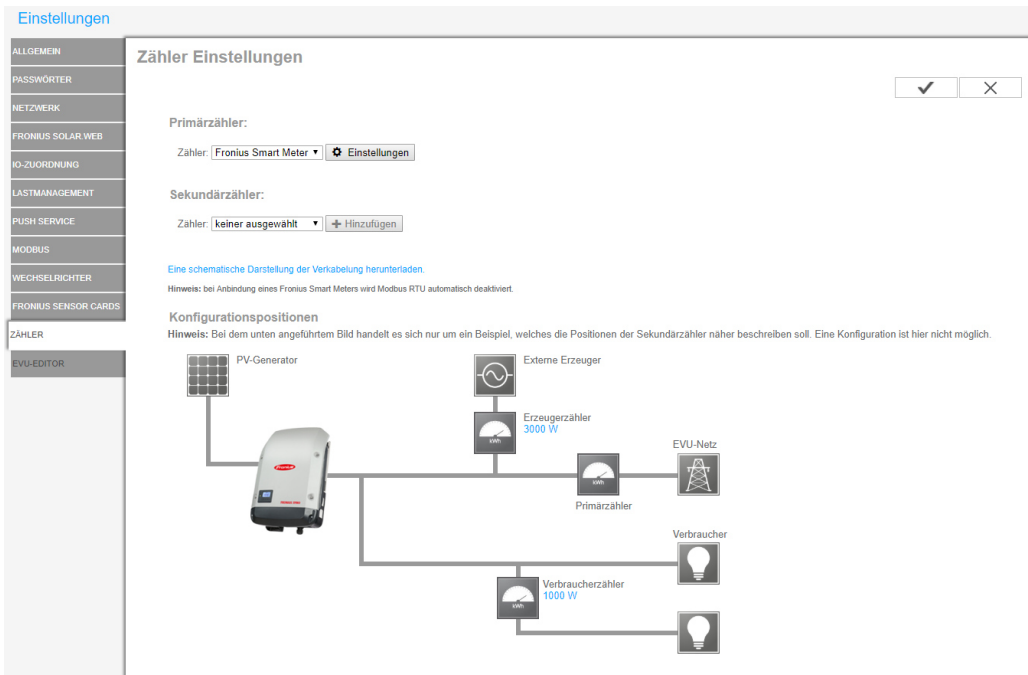 Einstellungen
ALLGEMEIN
PASSWÖRTER
NETZWERK
FRONIUS SOLAR.WEB
IO-ZUORDNUNG
LASTMANAGEMENT
PUSH SERVICE
MODBUS
WECHSELRICHTER
FRONIUS SENSOR CARDS
ZÄHLER
EVU-EDITOR
Zähler Einstellungen
Primärzähler:
Zähler: Fronius Smart Meter Einstellungen
Sekundärzähler:
Zähler: keiner ausgewählt + Hinzufügen
Eine schematische Darstellung der Verkabelung herunterladen.
Hinweis: bei Anbindung eines Fronius Smart Meters wird Modbus RTU automatisch deaktiviert.
Konfigurationspositionen
Hinweis: Bei dem unten angeführtem Bild handelt es sich nur um ein Beispiel, welches die Positionen der Sekundärzähler näher beschreiben soll. Eine Konfiguration ist hier nicht möglich.
PV-Generator
Externe Erzeuger
kWh
Erzeugerzähler
3000 W
EVU-Netz
Fronius
kWh
Primärzähler
Verbraucher
kWh
Verbraucherzähler
1000 W